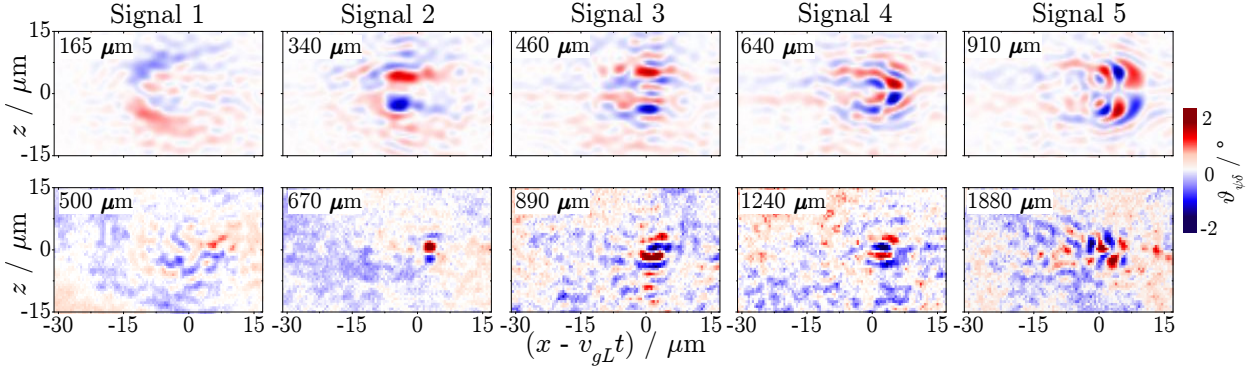 Signal 1 Signal 2 Signal 3 Signal 4 Signal 5
15 165 μm 340 μm 460 μm 640 μm 910 μm
z / μm 0
-15
2
0
-2
ϑδψ / °
15 500 μm 670 μm 890 μm 1240 μm 1880 μm
z / μm 0
-15
-30 -15 0 15 -30 -15 0 15 -30 -15 0 15 -30 -15 0 15 -30 -15 0 15
(x - vgLt) / μm